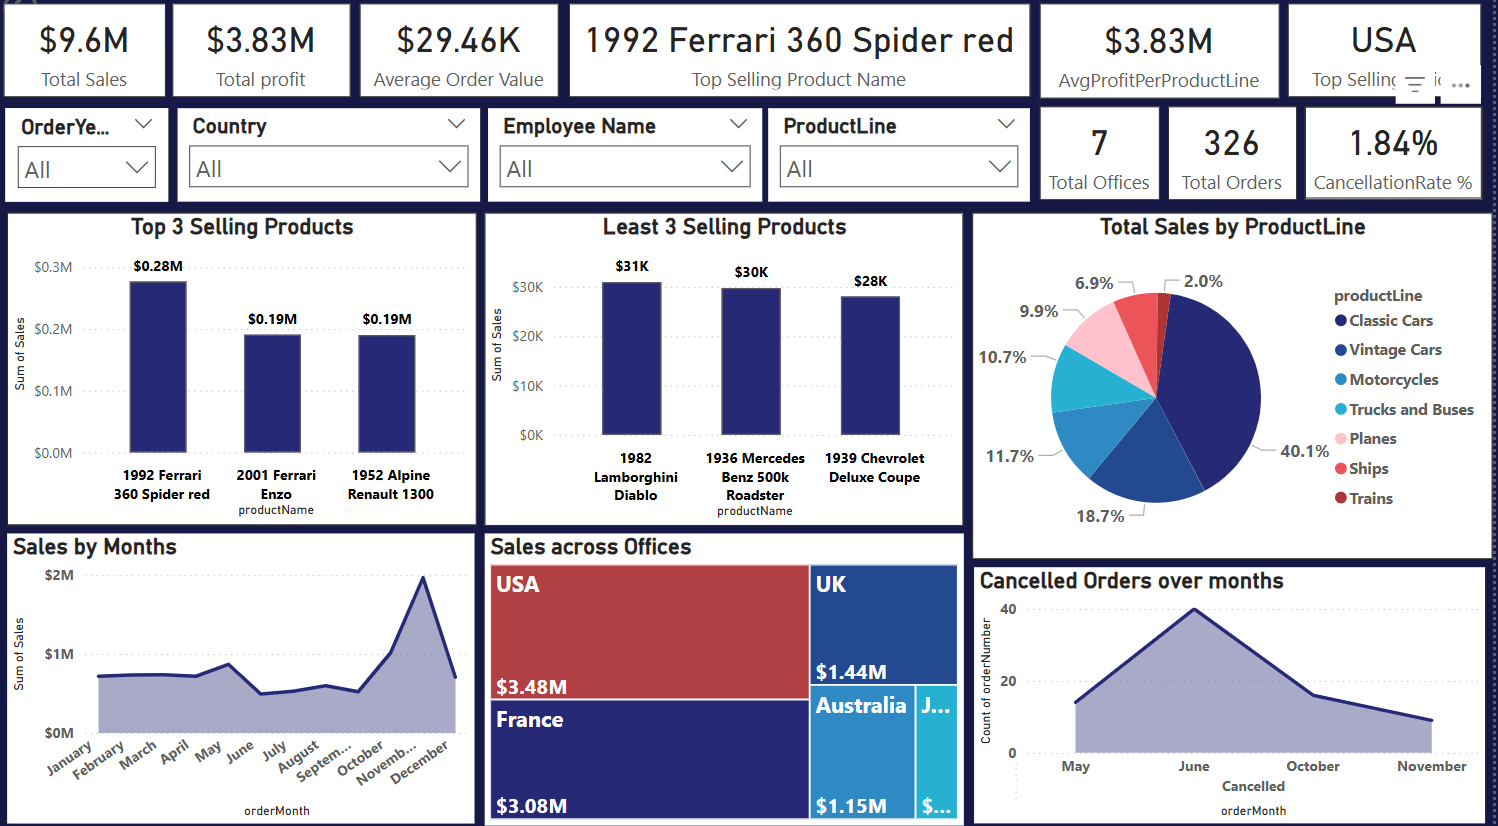 $9.6M
Total Sales
$3.83M
Total profit
$29.46K
Average Order Value
1992 Ferrari 360 Spider red
Top Selling Product Name
$3.83M
AvgProfitPerProductLine
USA
Top Selling
OrderYe...
All
Country
All
Employee Name
All
ProductLine
All
7
Total Offices
326
Total Orders
1.84%
CancellationRate %
Top 3 Selling Products
Sum of Sales
$0.3M
$0.2M
$0.1M
$0.0M
$0.28M
$0.19M
$0.19M
1992 Ferrari
360 Spider red
2001 Ferrari
Enzo
1952 Alpine
Renault 1300
productName
Least 3 Selling Products
Sum of Sales
$30K
$20K
$10K
$0K
$31K
$30K
$28K
1982
Lamborghini
Diablo
1936 Mercedes
Benz 500k
Roadster
1939 Chevrolet
Deluxe Coupe
productName
Total Sales by ProductLine
2.0%
6.9%
9.9%
10.7%
11.7%
18.7%
40.1%
productLine
Classic Cars
Vintage Cars
Motorcycles
Trucks and Buses
Planes
Ships
Trains
Sales by Months
Sum of Sales
$2M
$1M
$0M
January
February
March
April
May
June
July
August
Septem...
October
Novemb...
December
orderMonth
Sales across Offices
USA
$3.48M
France
$3.08M
UK
$1.44M
Australia
$1.15M
J...
$...
Cancelled Orders over months
Count of orderNumber
40
20
0
May
June
October
November
Cancelled
orderMonth